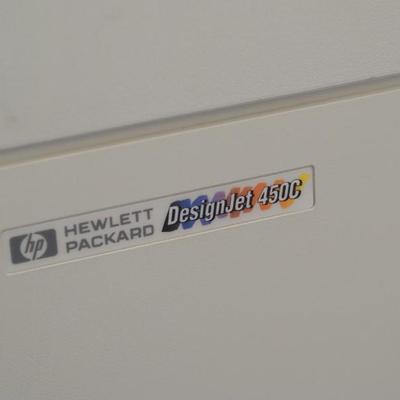 hp
HEWLETT
PACKARD
DesignJet 450C